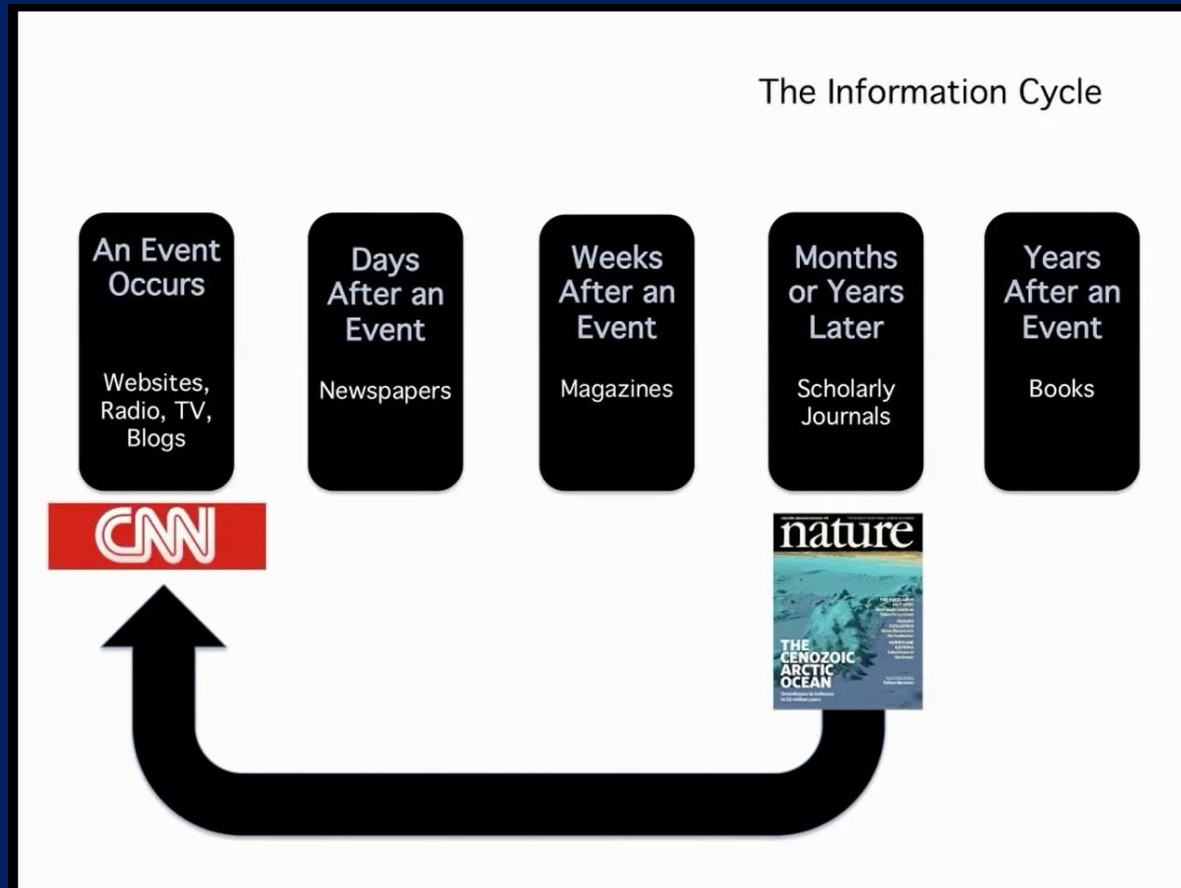 The Information Cycle
An Event
Occurs
Websites,
Radio, TV,
Blogs
Days
After an
Event
Newspapers
Weeks
After an
Event
Magazines
Months
or Years
Later
Scholarly
Journals
Years
After an
Event
Books
CNN
nature
THE
CENOZOIC
ARCTIC
OCEAN